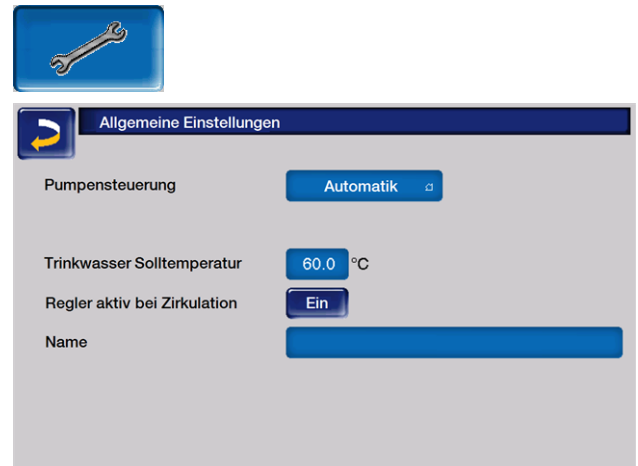 Allgemeine Einstellungen
Pumpensteuerung Automatik
Trinkwasser Solltemperatur 60.0 °C
Regler aktiv bei Zirkulation Ein
Name